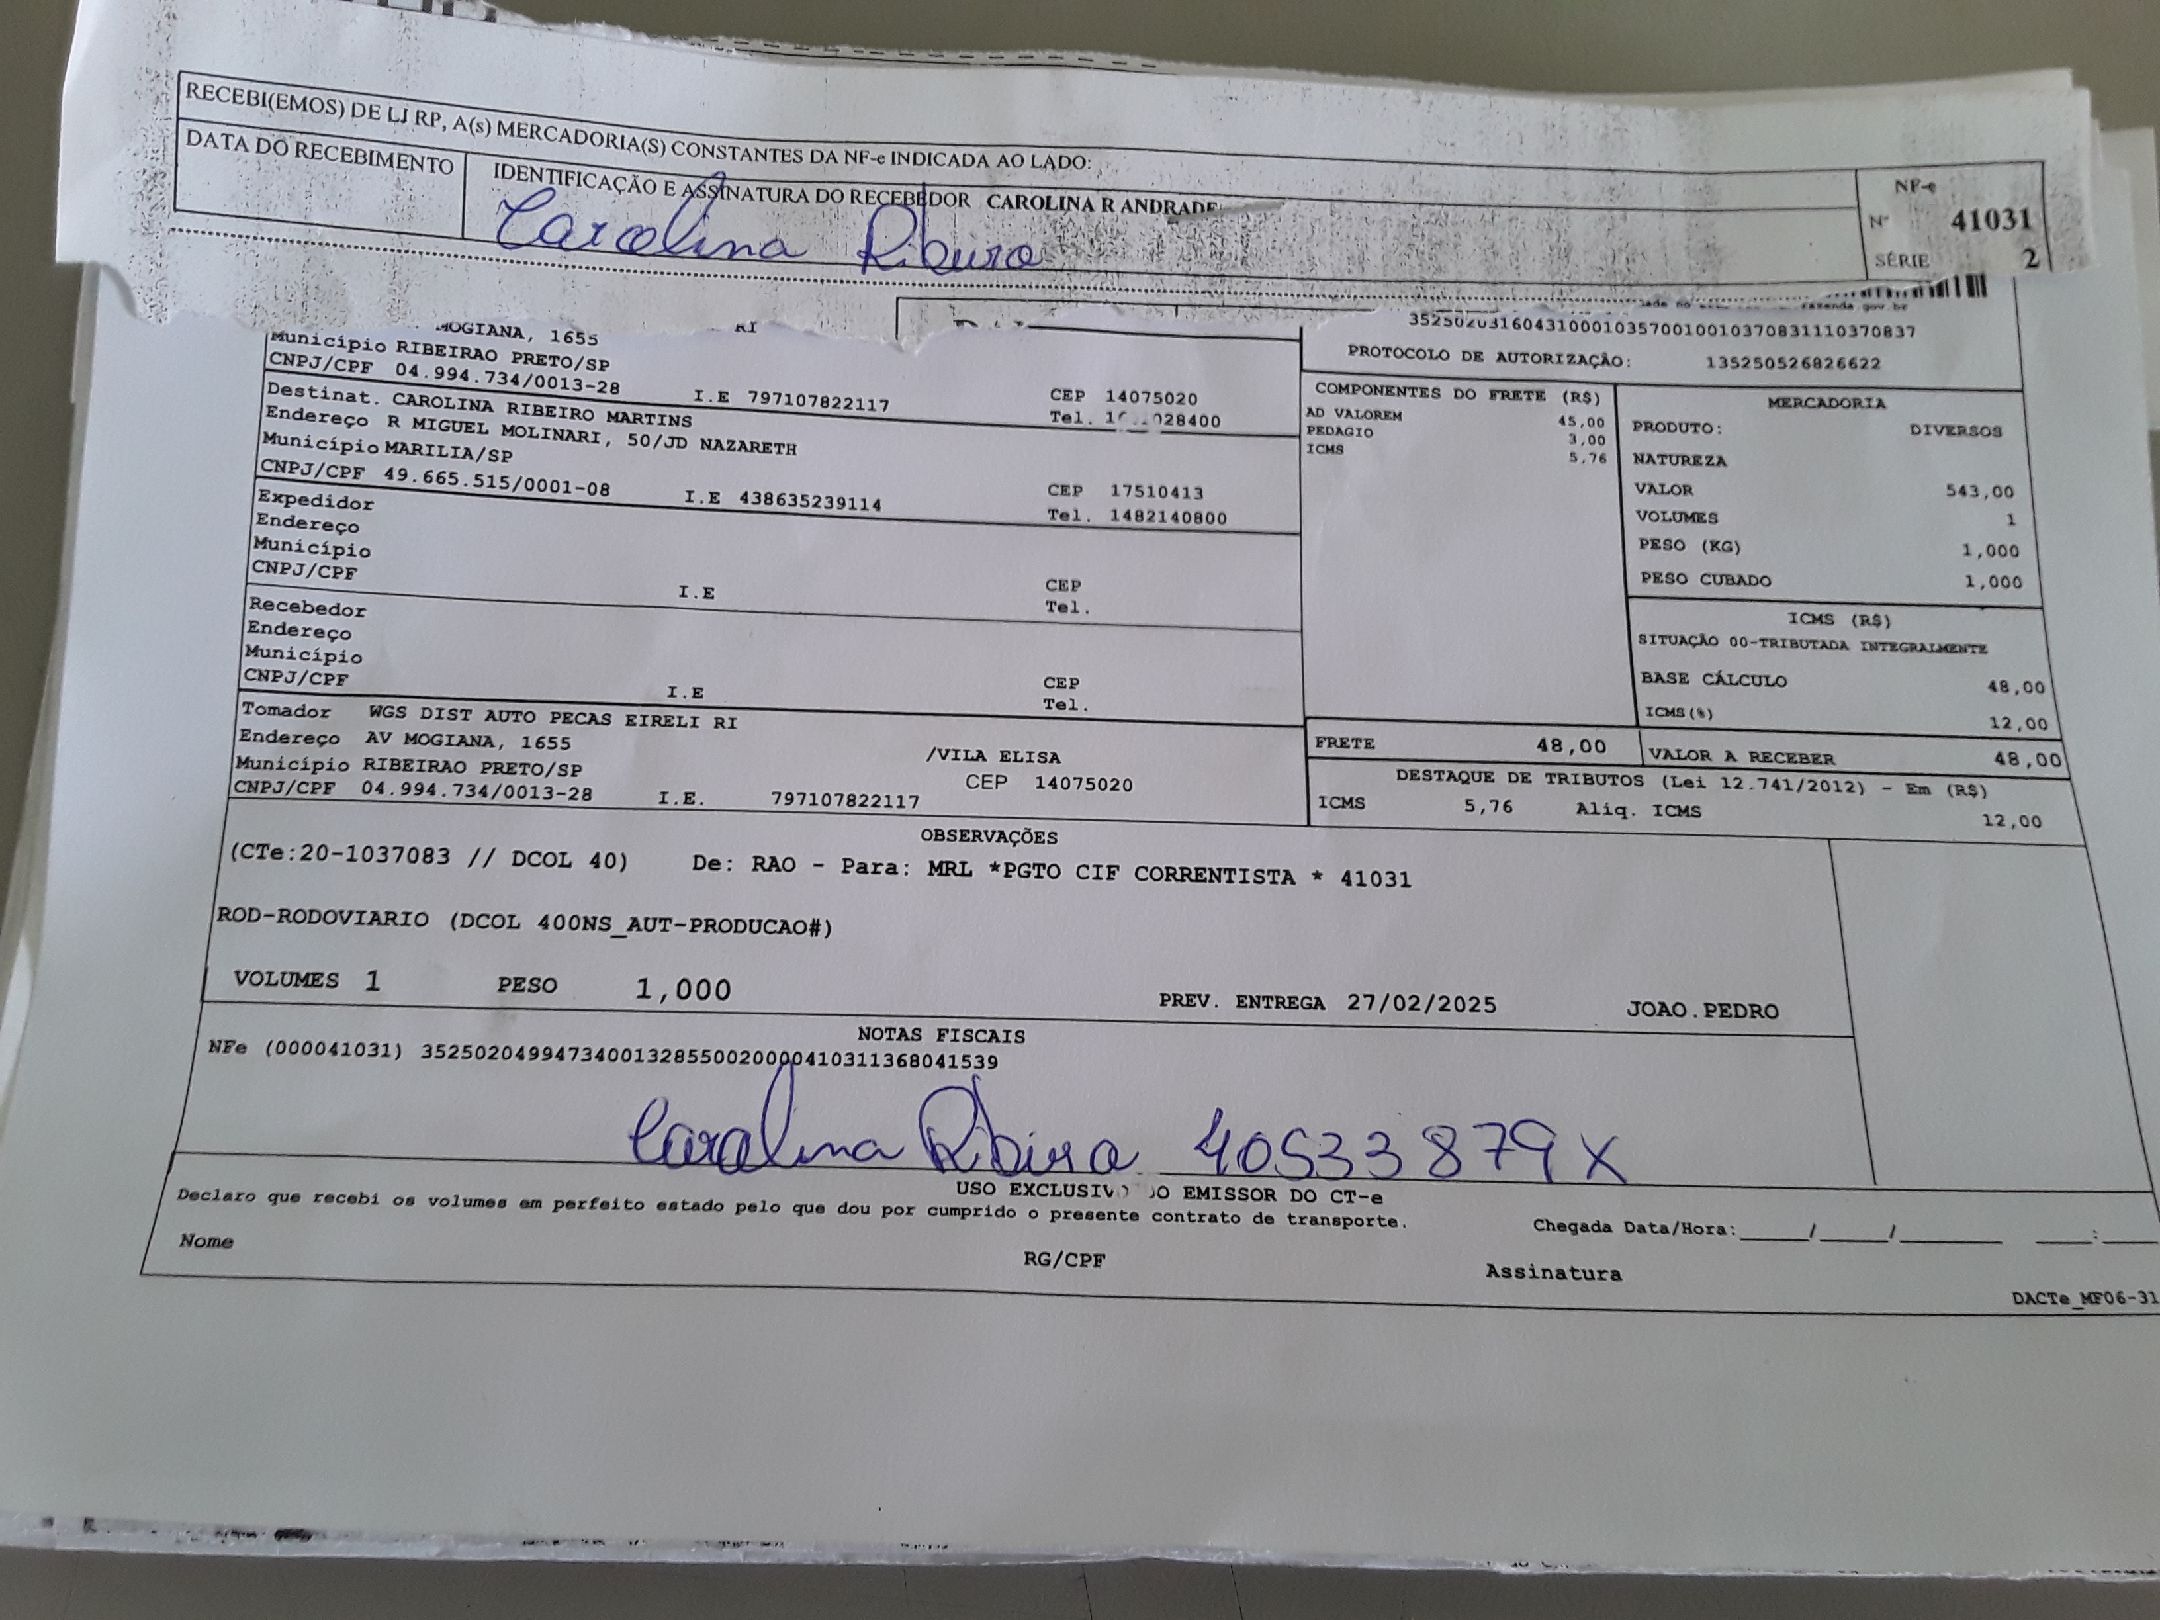 RECEBI(EMOS) DE LJ RP, A(s) MERCADORIA(S) CONSTANTES DA NF-e INDICADA AO LADO:
DATA DO RECEBIMENTO
IDENTIFICAÇÃO E ASSINATURA DO RECEBEDOR CAROLINA R ANDRADE
Carolina Ribeiro
NF-e
Nº 41031
SÉRIE 2
fazenda gov br
MOGIANA, 1655 RI
Município RIBEIRAO PRETO/SP
CNPJ/CPF 04.994.734/0013-28 I.E 797107822117 CEP 14075020
Tel. 028400
Destinat. CAROLINA RIBEIRO MARTINS
Endereço R MIGUEL MOLINARI, 50/JD NAZARETH
Município MARILIA/SP CEP 17510413
CNPJ/CPF 49.665.515/0001-08 I.E 438635239114 Tel. 1482140800
Expedidor
Endereço
Município CEP
CNPJ/CPF I.E Tel.
Recebedor
Endereço
Município CEP
CNPJ/CPF I.E Tel.
Tomador WGS DIST AUTO PECAS EIRELI RI
Endereço AV MOGIANA, 1655 /VILA ELISA
Município RIBEIRAO PRETO/SP CEP 14075020
CNPJ/CPF 04.994.734/0013-28 I.E. 797107822117
35250203160431000103570010010370831110370837
PROTOCOLO DE AUTORIZAÇÃO: 135250526826622
COMPONENTES DO FRETE (R$)
AD VALOREM 45,00
PEDAGIO 3,00
ICMS 5,76
MERCADORIA
PRODUTO: DIVERSOS
NATUREZA
VALOR 543,00
VOLUMES 1
PESO (KG) 1,000
PESO CUBADO 1,000
ICMS (R$)
SITUAÇÃO 00-TRIBUTADA INTEGRALMENTE
BASE CÁLCULO 48,00
ICMS(%) 12,00
FRETE 48,00 VALOR A RECEBER 48,00
DESTAQUE DE TRIBUTOS (Lei 12.741/2012) - Em (R$)
ICMS 5,76 Aliq. ICMS 12,00
OBSERVAÇÕES
(CTe:20-1037083 // DCOL 40) De: RAO - Para: MRL *PGTO CIF CORRENTISTA * 41031
ROD-RODOVIARIO (DCOL 400NS_AUT-PRODUCAO#)
VOLUMES 1 PESO 1,000 PREV. ENTREGA 27/02/2025 JOAO.PEDRO
NOTAS FISCAIS
NFe (000041031) 35250204994734001328550020000410311368041539
Carolina Ribeiro 40533879X
USO EXCLUSIVO DO EMISSOR DO CT-e
Declaro que recebi os volumes em perfeito estado pelo que dou por cumprido o presente contrato de transporte.
Chegada Data/Hora:_____/_____/________ ____:____
Nome RG/CPF Assinatura
DACTe_MF06-31